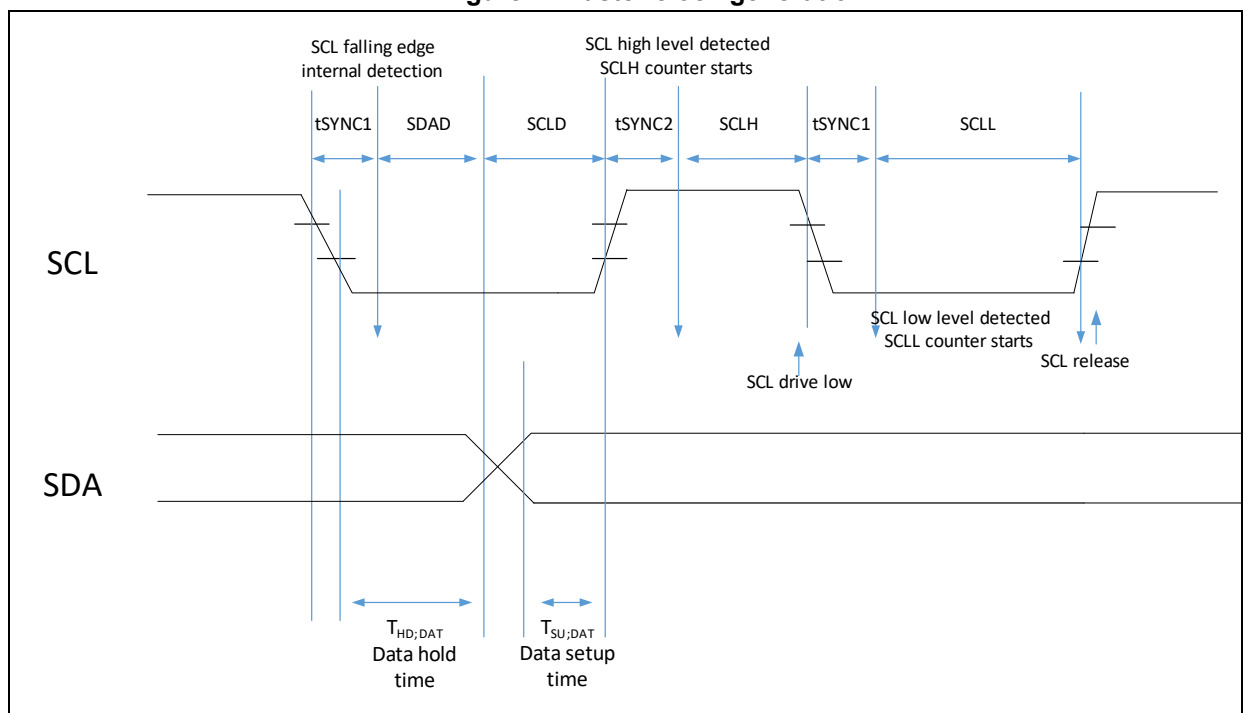 SCL falling edge
internal detection
SCL high level detected
SCLH counter starts
tSYNC1
SDAD
SCLD
tSYNC2
SCLH
tSYNC1
SCLL
SCL
SCL low level detected
SCLL counter starts
SCL drive low
SCL release
SDA
THD;DAT
Data hold
time
TSU;DAT
Data setup
time